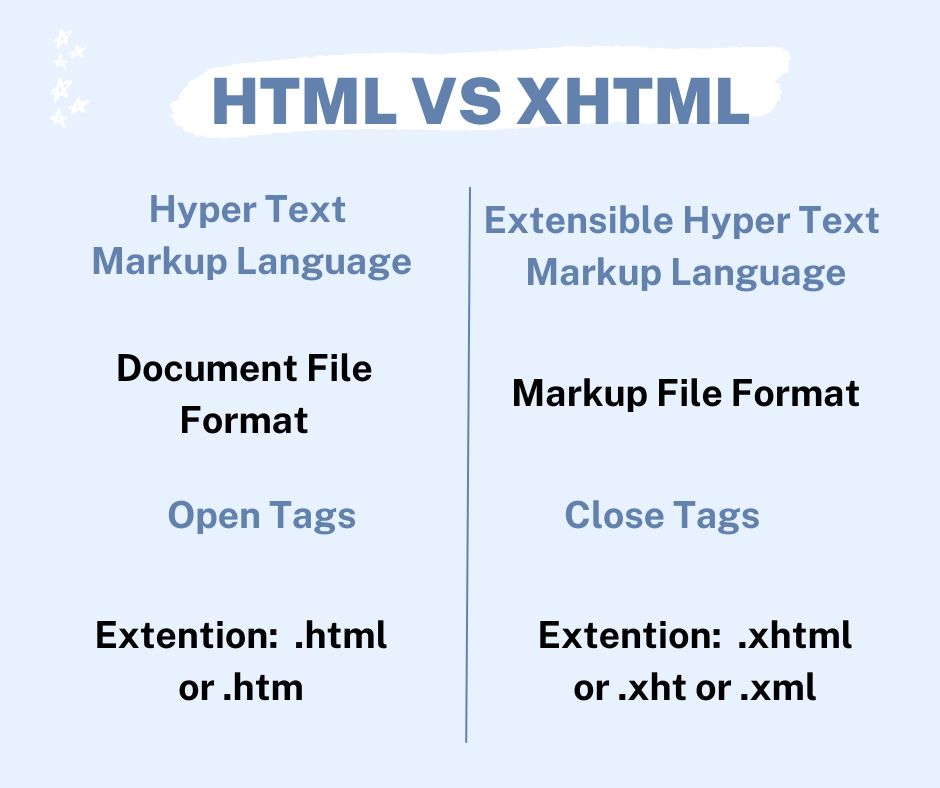 HTML VS XHTML
Hyper Text
Markup Language
Document File
Format
Open Tags
Extention:  .html
or .htm
Extensible Hyper Text
Markup Language
Markup File Format
Close Tags
Extention:  .xhtml
or .xht or .xml